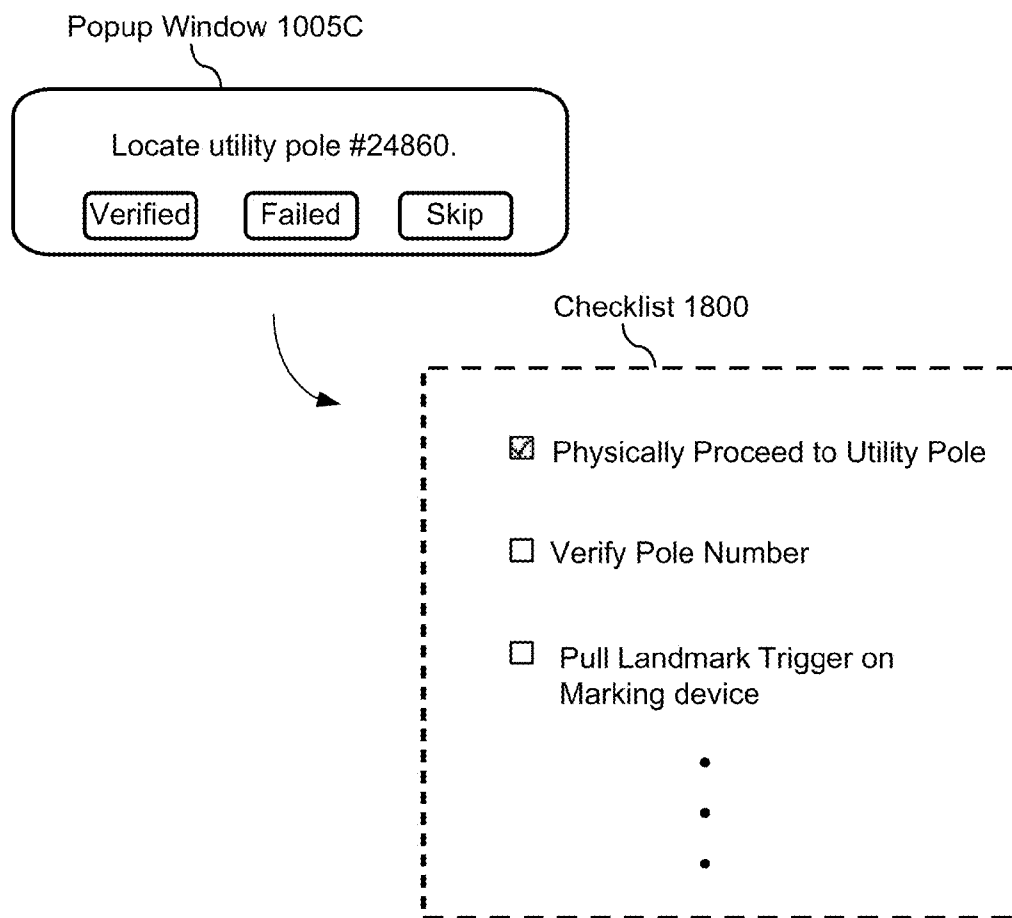 Popup Window 1005C
Locate utility pole #24860.
Verified Failed Skip
Checklist 1800
Physically Proceed to Utility Pole
Verify Pole Number
Pull Landmark Trigger on
Marking device